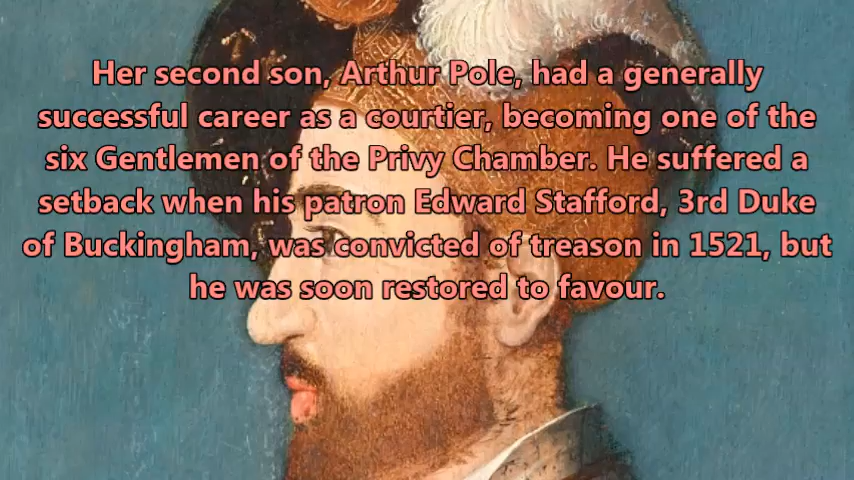 Her second son, Arthur Pole, had a generally
successful career as a courtier, becoming one of the
six Gentlemen of the Privy Chamber. He suffered a
setback when his patron Edward Stafford, 3rd Duke
of Buckingham, was convicted of treason in 1521, but
he was soon restored to favour.